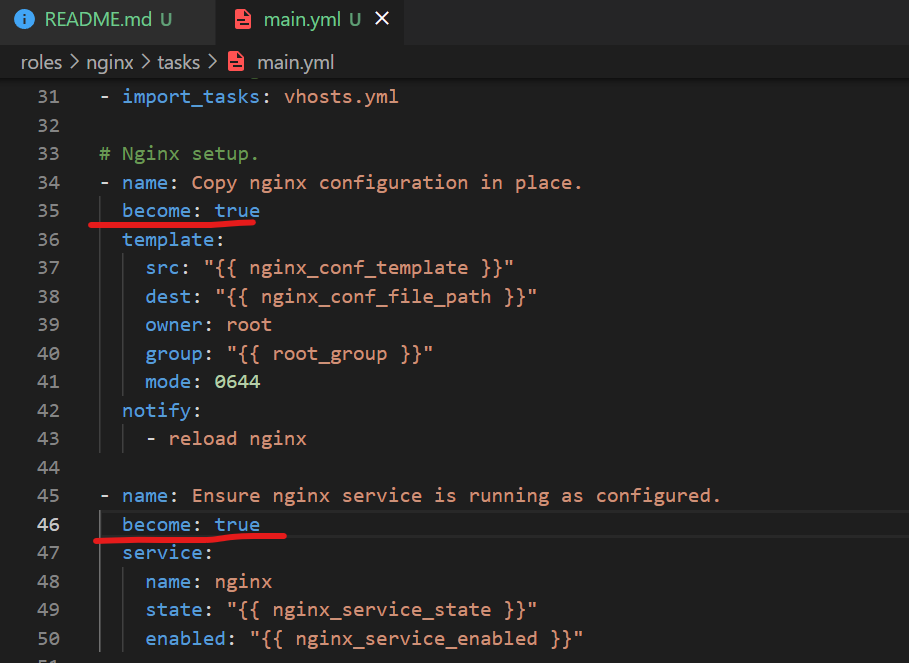 README.md U
main.yml U
roles > nginx > tasks > main.yml
31 - import_tasks: vhosts.yml
32
33 # Nginx setup.
34 - name: Copy nginx configuration in place.
35   become: true
36   template:
37     src: "{{ nginx_conf_template }}"
38     dest: "{{ nginx_conf_file_path }}"
39     owner: root
40     group: "{{ root_group }}"
41     mode: 0644
42   notify:
43     - reload nginx
44
45 - name: Ensure nginx service is running as configured.
46   become: true
47   service:
48     name: nginx
49     state: "{{ nginx_service_state }}"
50     enabled: "{{ nginx_service_enabled }}"